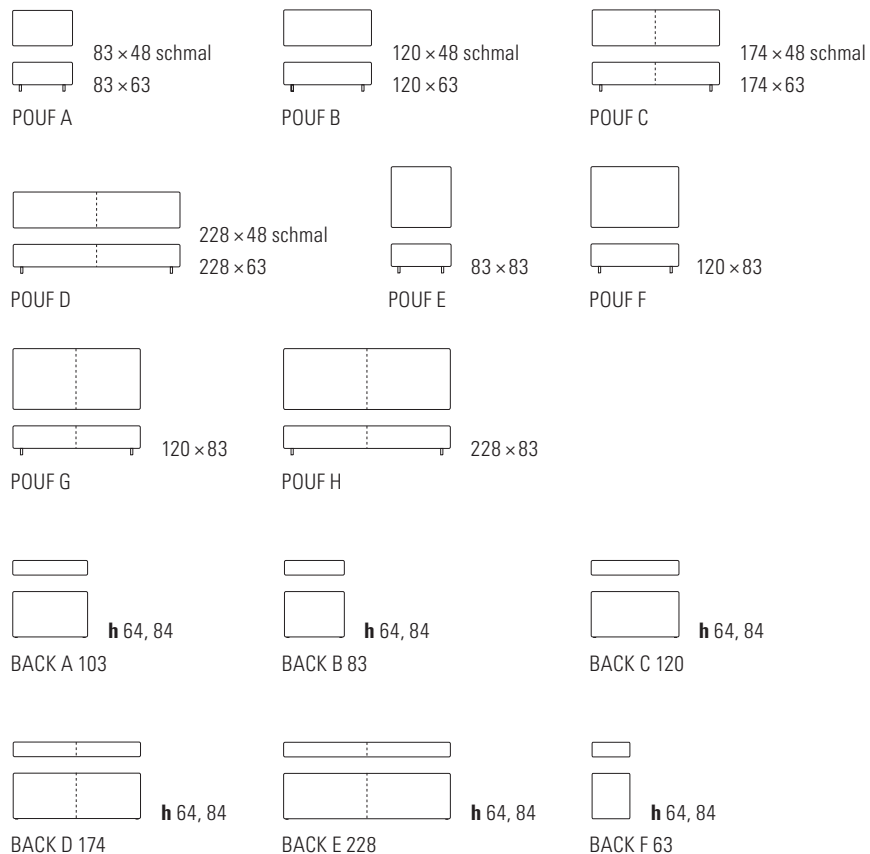 83 × 48 schmal
83 × 63
POUF A
120 × 48 schmal
120 × 63
POUF B
174 × 48 schmal
174 × 63
POUF C
228 × 48 schmal
228 × 63
POUF D
83 × 83
POUF E
120 × 83
POUF F
120 × 83
POUF G
228 × 83
POUF H
h 64, 84
BACK A 103
h 64, 84
BACK B 83
h 64, 84
BACK C 120
h 64, 84
BACK D 174
h 64, 84
BACK E 228
h 64, 84
BACK F 63